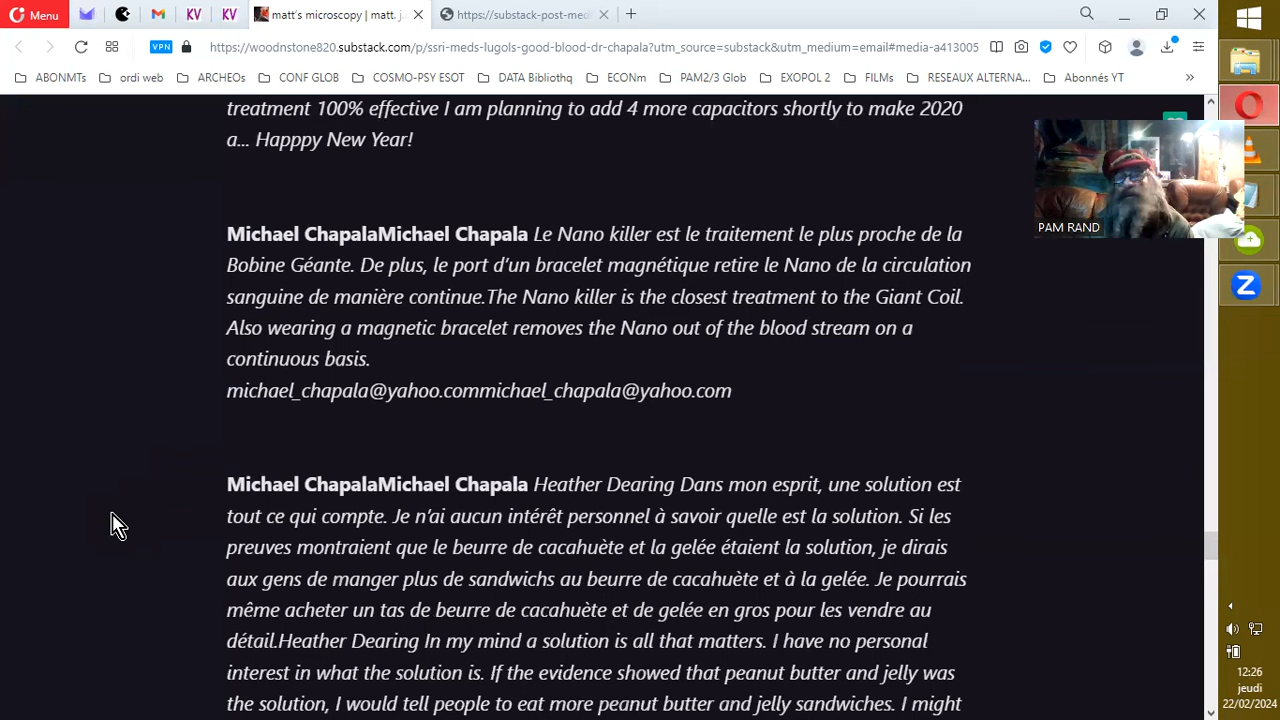 Menu
KV
KV
matt's microscopy | matt. j
https://substack-post-med
VPN
https://woodnstone820.substack.com/p/ssri-meds-lugols-good-blood-dr-chapala?utm_source=substack&utm_medium=email#media-a413005
ABONMTs
ordi web
ARCHEOs
CONF GLOB
COSMO-PSY ESOT
DATA Biblithq
ECONm
PAM2/3 Glob
EXOPOL 2
FILMs
RESEAUX ALTERNA...
Abonnés YT
»
treatment 100% effective I am planning to add 4 more capacitors shortly to make 2020
a... Happpy New Year!
PAM RAND
Michael ChapalaMichael Chapala Le Nano killer est le traitement le plus proche de la
Bobine Géante. De plus, le port d'un bracelet magnétique retire le Nano de la circulation
sanguine de manière continue.The Nano killer is the closest treatment to the Giant Coil.
Also wearing a magnetic bracelet removes the Nano out of the blood stream on a
continuous basis.
michael_chapala@yahoo.commichael_chapala@yahoo.com
Michael ChapalaMichael Chapala Heather Dearing Dans mon esprit, une solution est
tout ce qui compte. Je n'ai aucun intérêt personnel à savoir quelle est la solution. Si les
preuves montraient que le beurre de cacahuète et la gelée étaient la solution, je dirais
aux gens de manger plus de sandwichs au beurre de cacahuète et à la gelée. Je pourrais
même acheter un tas de beurre de cacahuète et de gelée en gros pour les vendre au
détail.Heather Dearing In my mind a solution is all that matters. I have no personal
interest in what the solution is. If the evidence showed that peanut butter and jelly was
the solution, I would tell people to eat more peanut butter and jelly sandwiches. I might
12:26
jeudi
22/02/2024